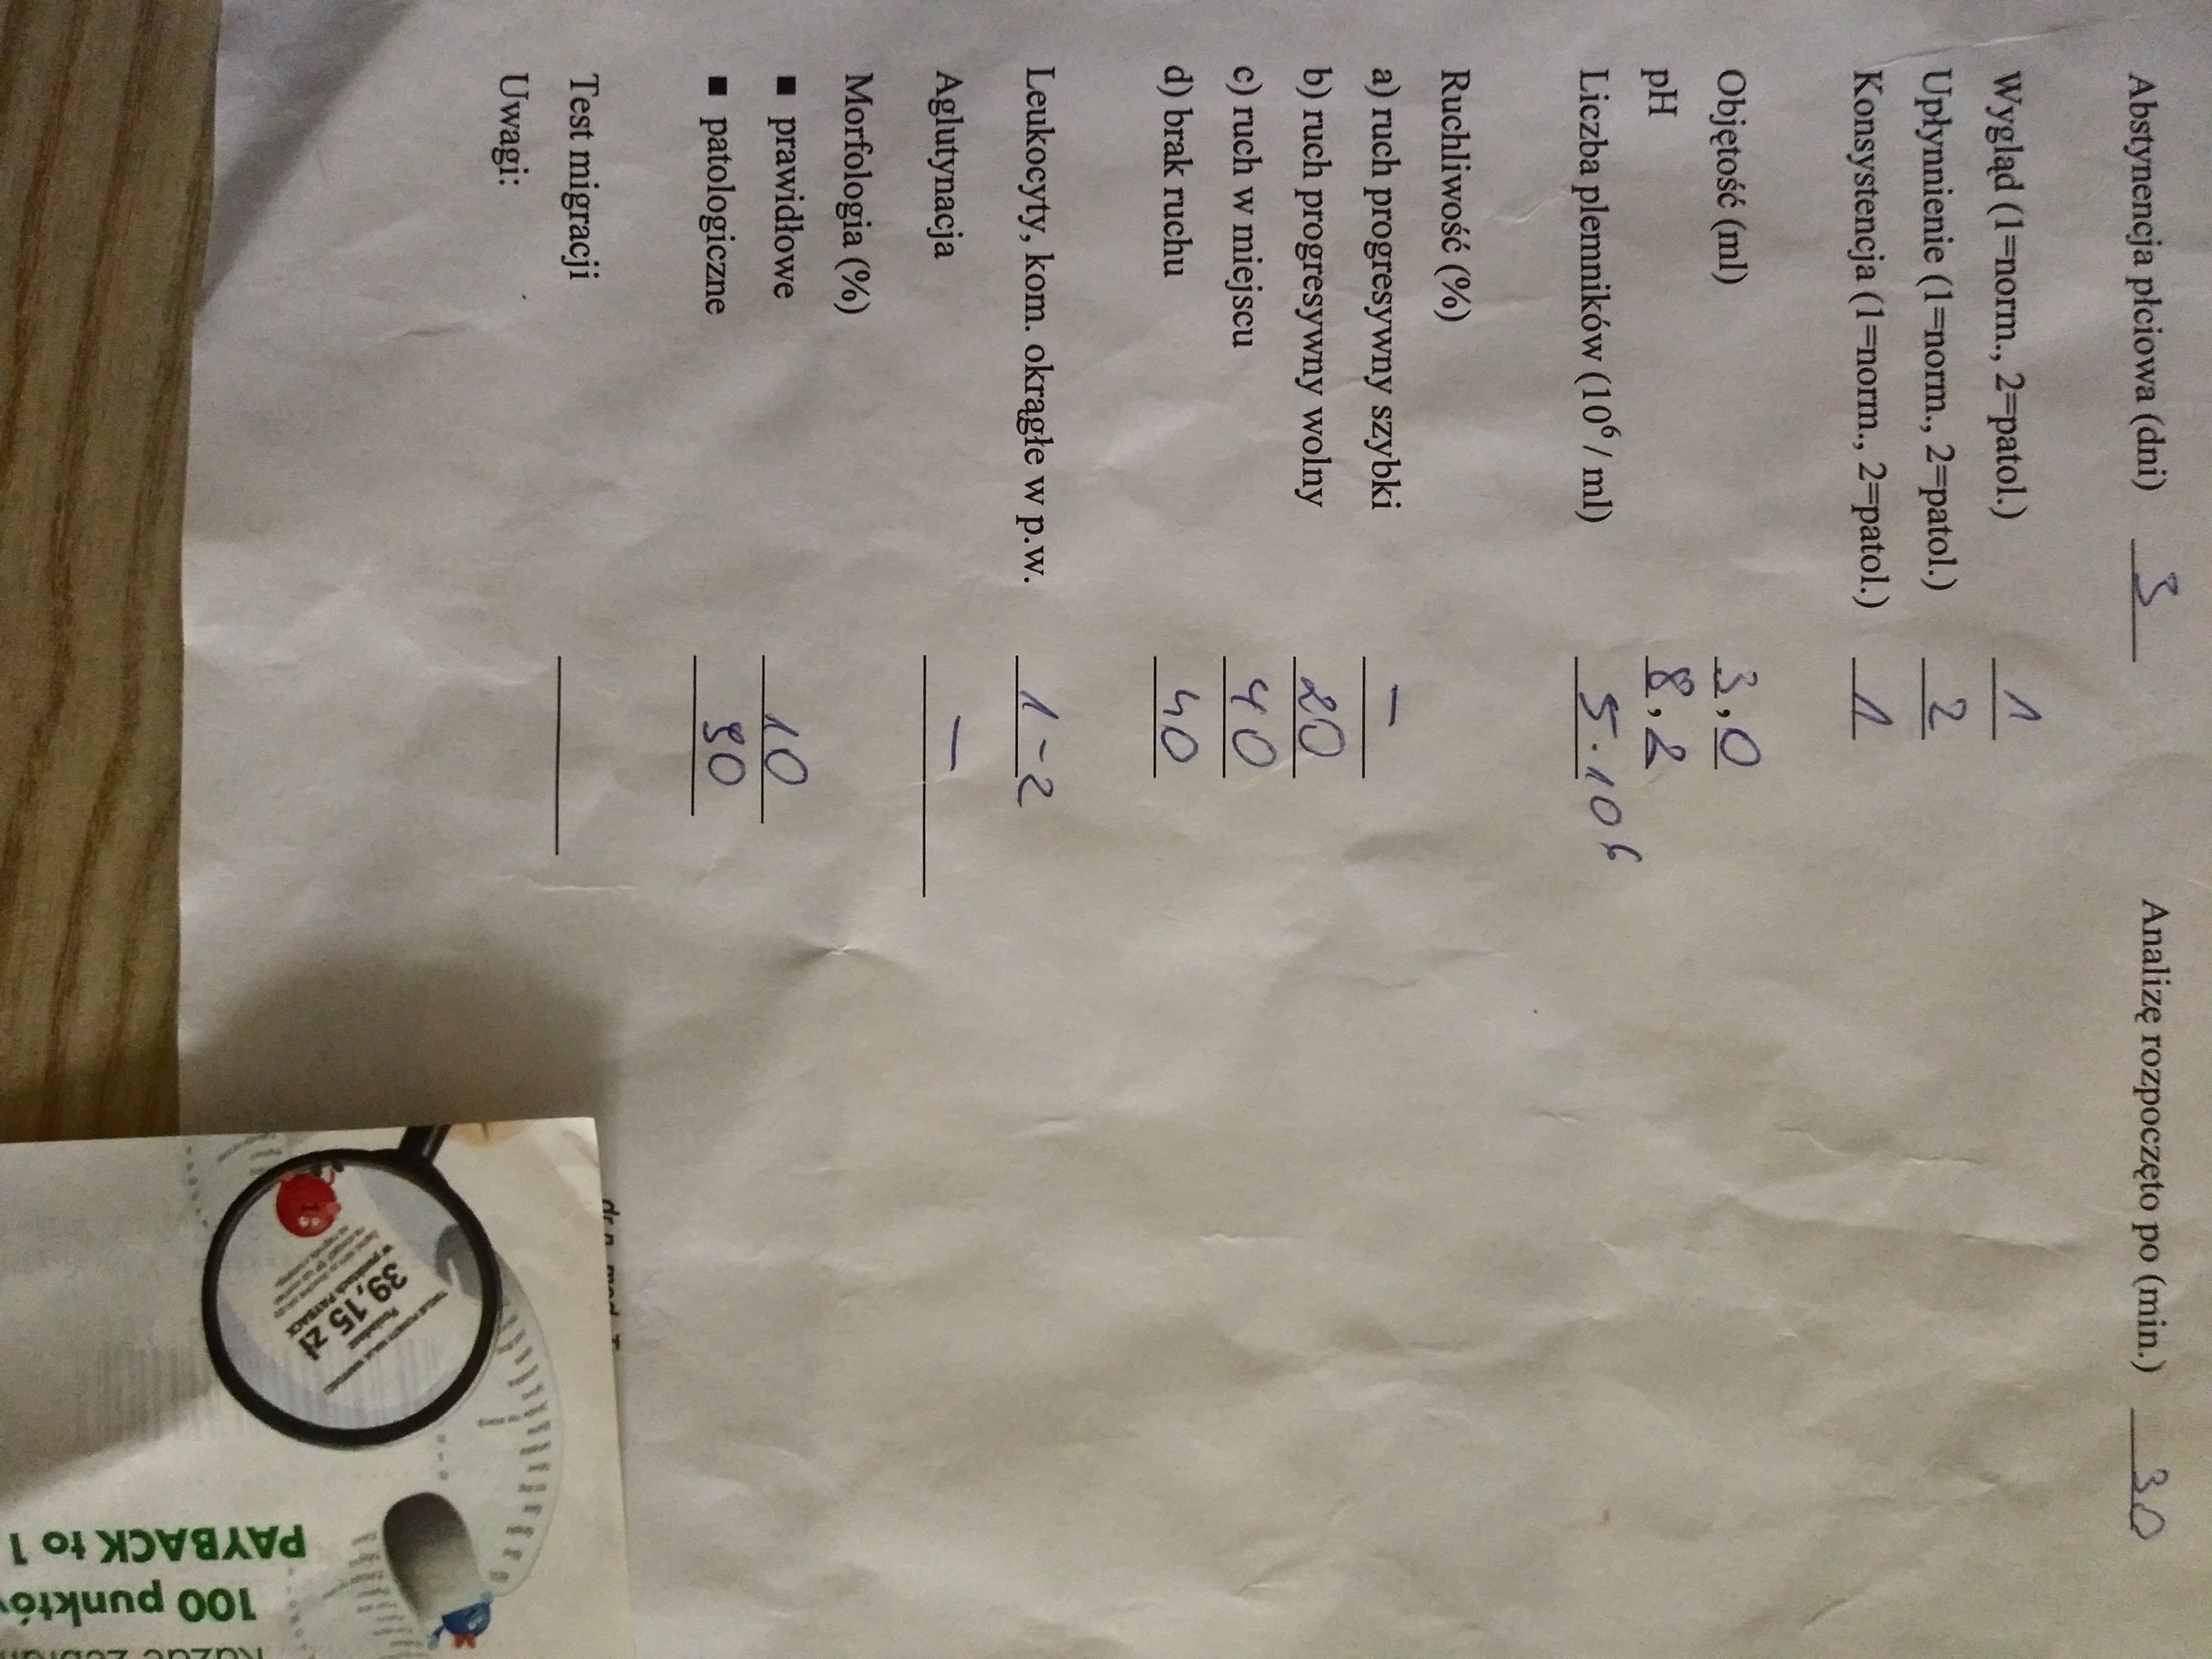 Abstynencja płciowa (dni) 3 Analizę rozpoczęto po (min.) 30
Wygląd (1=norm., 2=patol.) 1
Upłynnienie (1=norm., 2=patol.) 2
Konsystencja (1=norm., 2=patol.) 1
Objętość (ml) 3,0
pH 8,2
Liczba plemników (10⁶ / ml) 5·10⁶
Ruchliwość (%)
a) ruch progresywny szybki –
b) ruch progresywny wolny 20
c) ruch w miejscu 40
d) brak ruchu 40
Leukocyty, kom. okrągłe w p.w. 1-2
Aglutynacja –
Morfologia (%)
▪ prawidłowe 10
▪ patologiczne 90
Test migracji
Uwagi:
39,15 zł
100 punktów
PAYBACK to 1